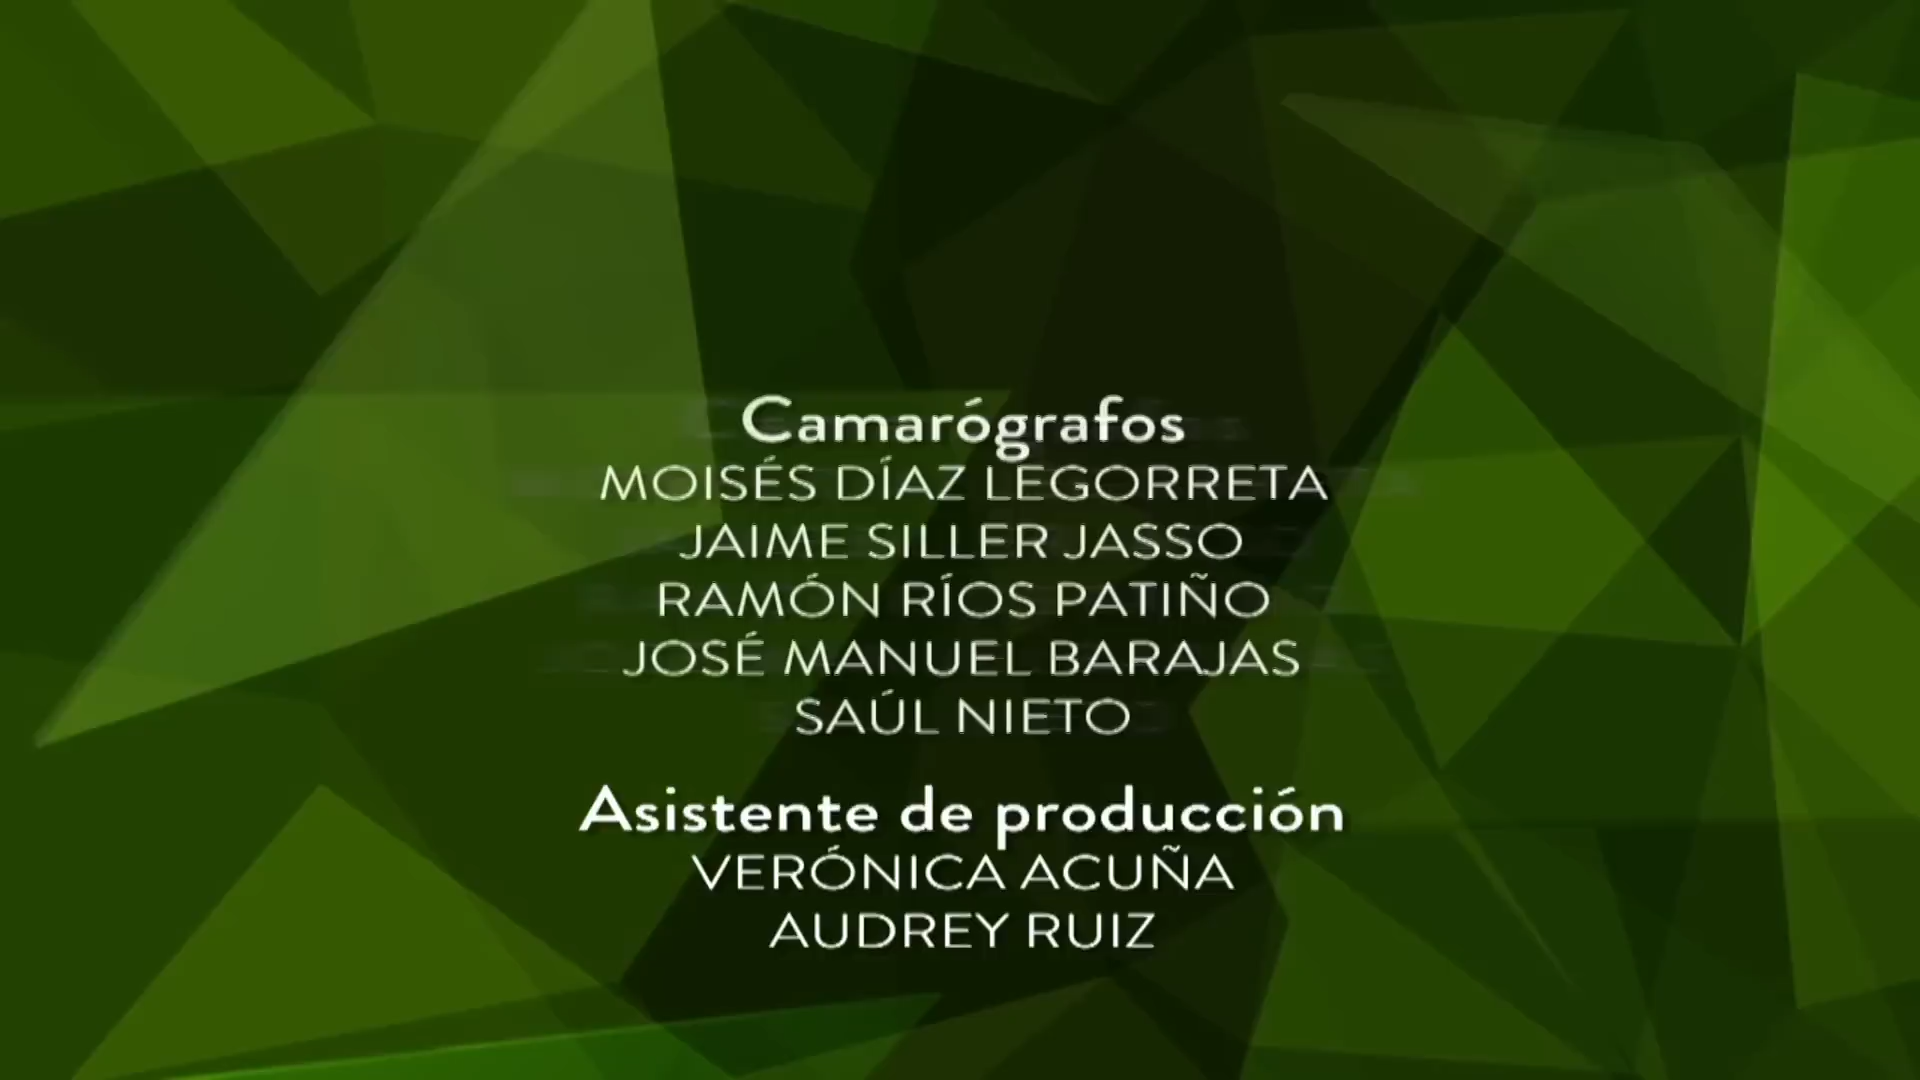 Camarógrafos
MOISÉS DÍAZ LEGORRETA
JAIME SILLER JASSO
RAMÓN RÍOS PATIÑO
JOSÉ MANUEL BARAJAS
SAÚL NIETO
Asistente de producción
VERÓNICA ACUÑA
AUDREY RUIZ